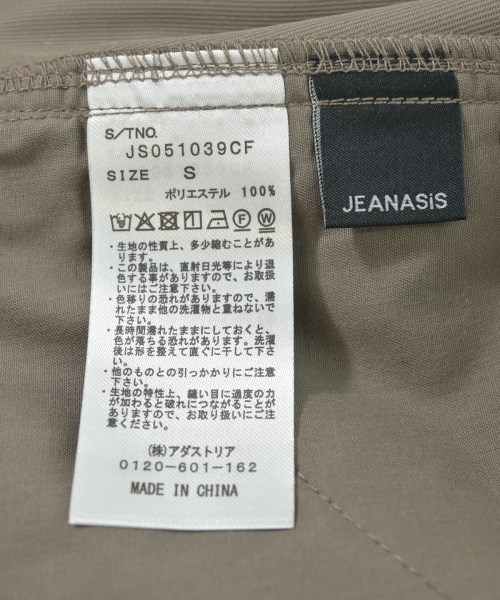 S/TNO.
JS051039CF
SIZE S
ポリエステル 100%
・生地の性質上、多少縮むことがあ
ります。
・この製品は、直射日光等により退
色する事がありますので、お取扱
いにはご注意下さい。
・色移りの恐れがありますので、濡
れたまま他の洗濯物と重ねないで
下さい。
・長時間濡れたままにしておくと、
色が落ちる恐れがあります。洗濯
後は形を整えて直ぐに干して下さ
い。
・他のものとの引っかかりにご注意
下さい。
・生地の特性上、縫い目に過度の力
が加わると破れにつながることが
ありますので、お取り扱いにご注
意ください。
(株)アダストリア
0120-601-162
MADE IN CHINA
JEANASiS